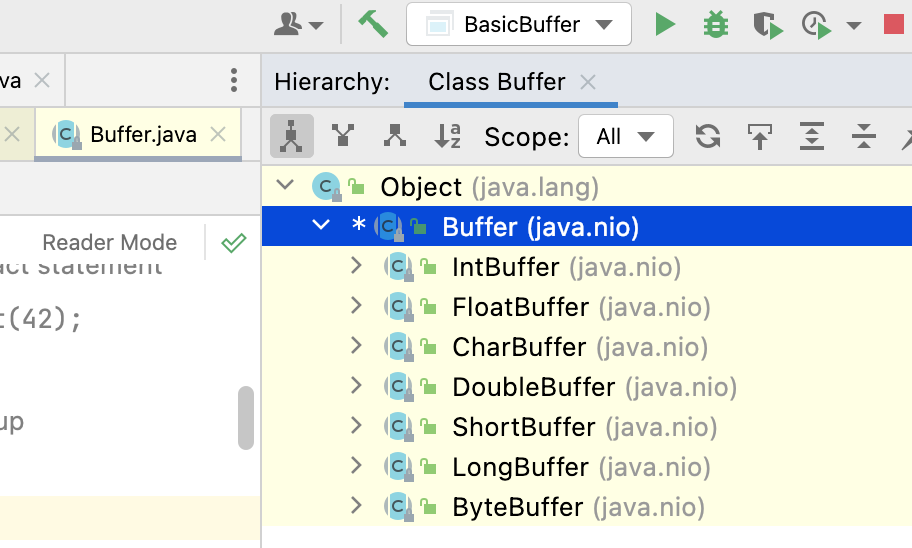 BasicBuffer
va
Hierarchy: Class Buffer
Buffer.java
Scope: All
Object (java.lang)
* Buffer (java.nio)
Reader Mode
act statement
IntBuffer (java.nio)
t(42);
FloatBuffer (java.nio)
CharBuffer (java.nio)
DoubleBuffer (java.nio)
up
ShortBuffer (java.nio)
LongBuffer (java.nio)
ByteBuffer (java.nio)